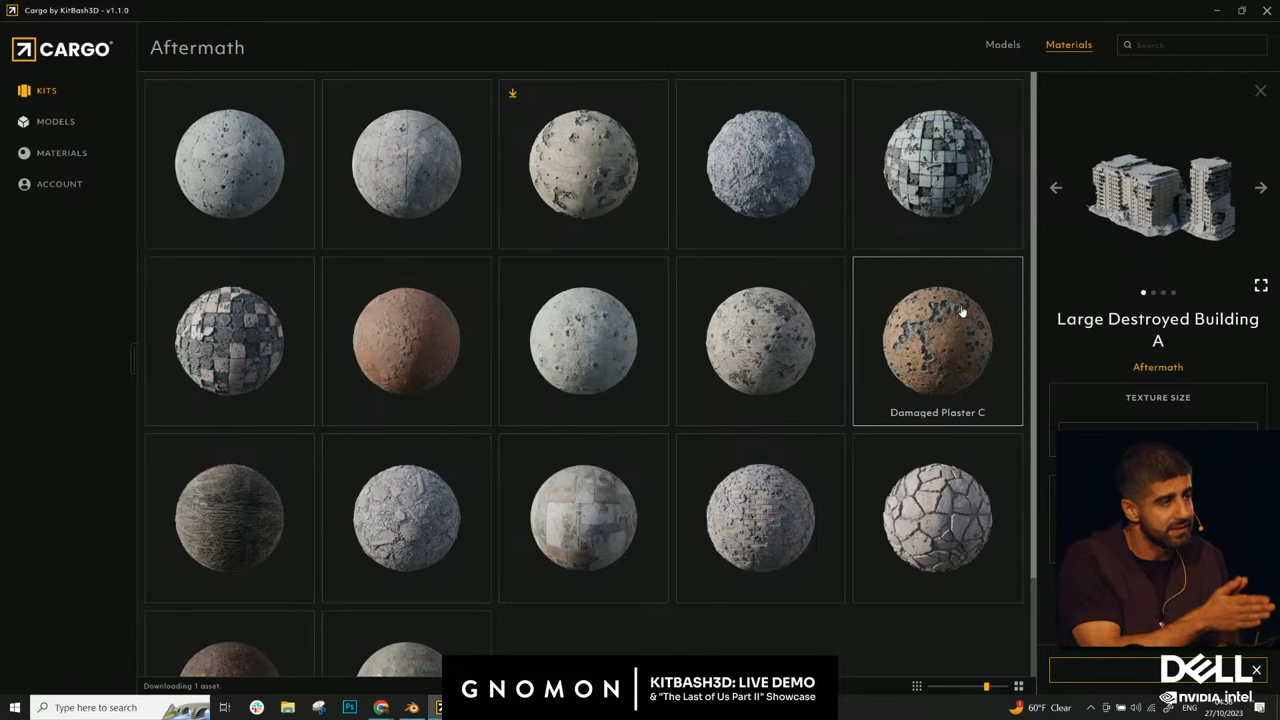 Cargo by KitBash3D - v1.1.0
CARGO
Aftermath
Models
Materials
Search
KITS
MODELS
MATERIALS
ACCOUNT
Damaged Plaster C
Large Destroyed Building
A
Aftermath
TEXTURE SIZE
Downloading 1 asset.
GNOMON
KITBASH3D: LIVE DEMO
& "The Last of Us Part II" Showcase
DELL
NVIDIA
intel
Type here to search
Ps
60°F Clear
ENG
27/10/2023